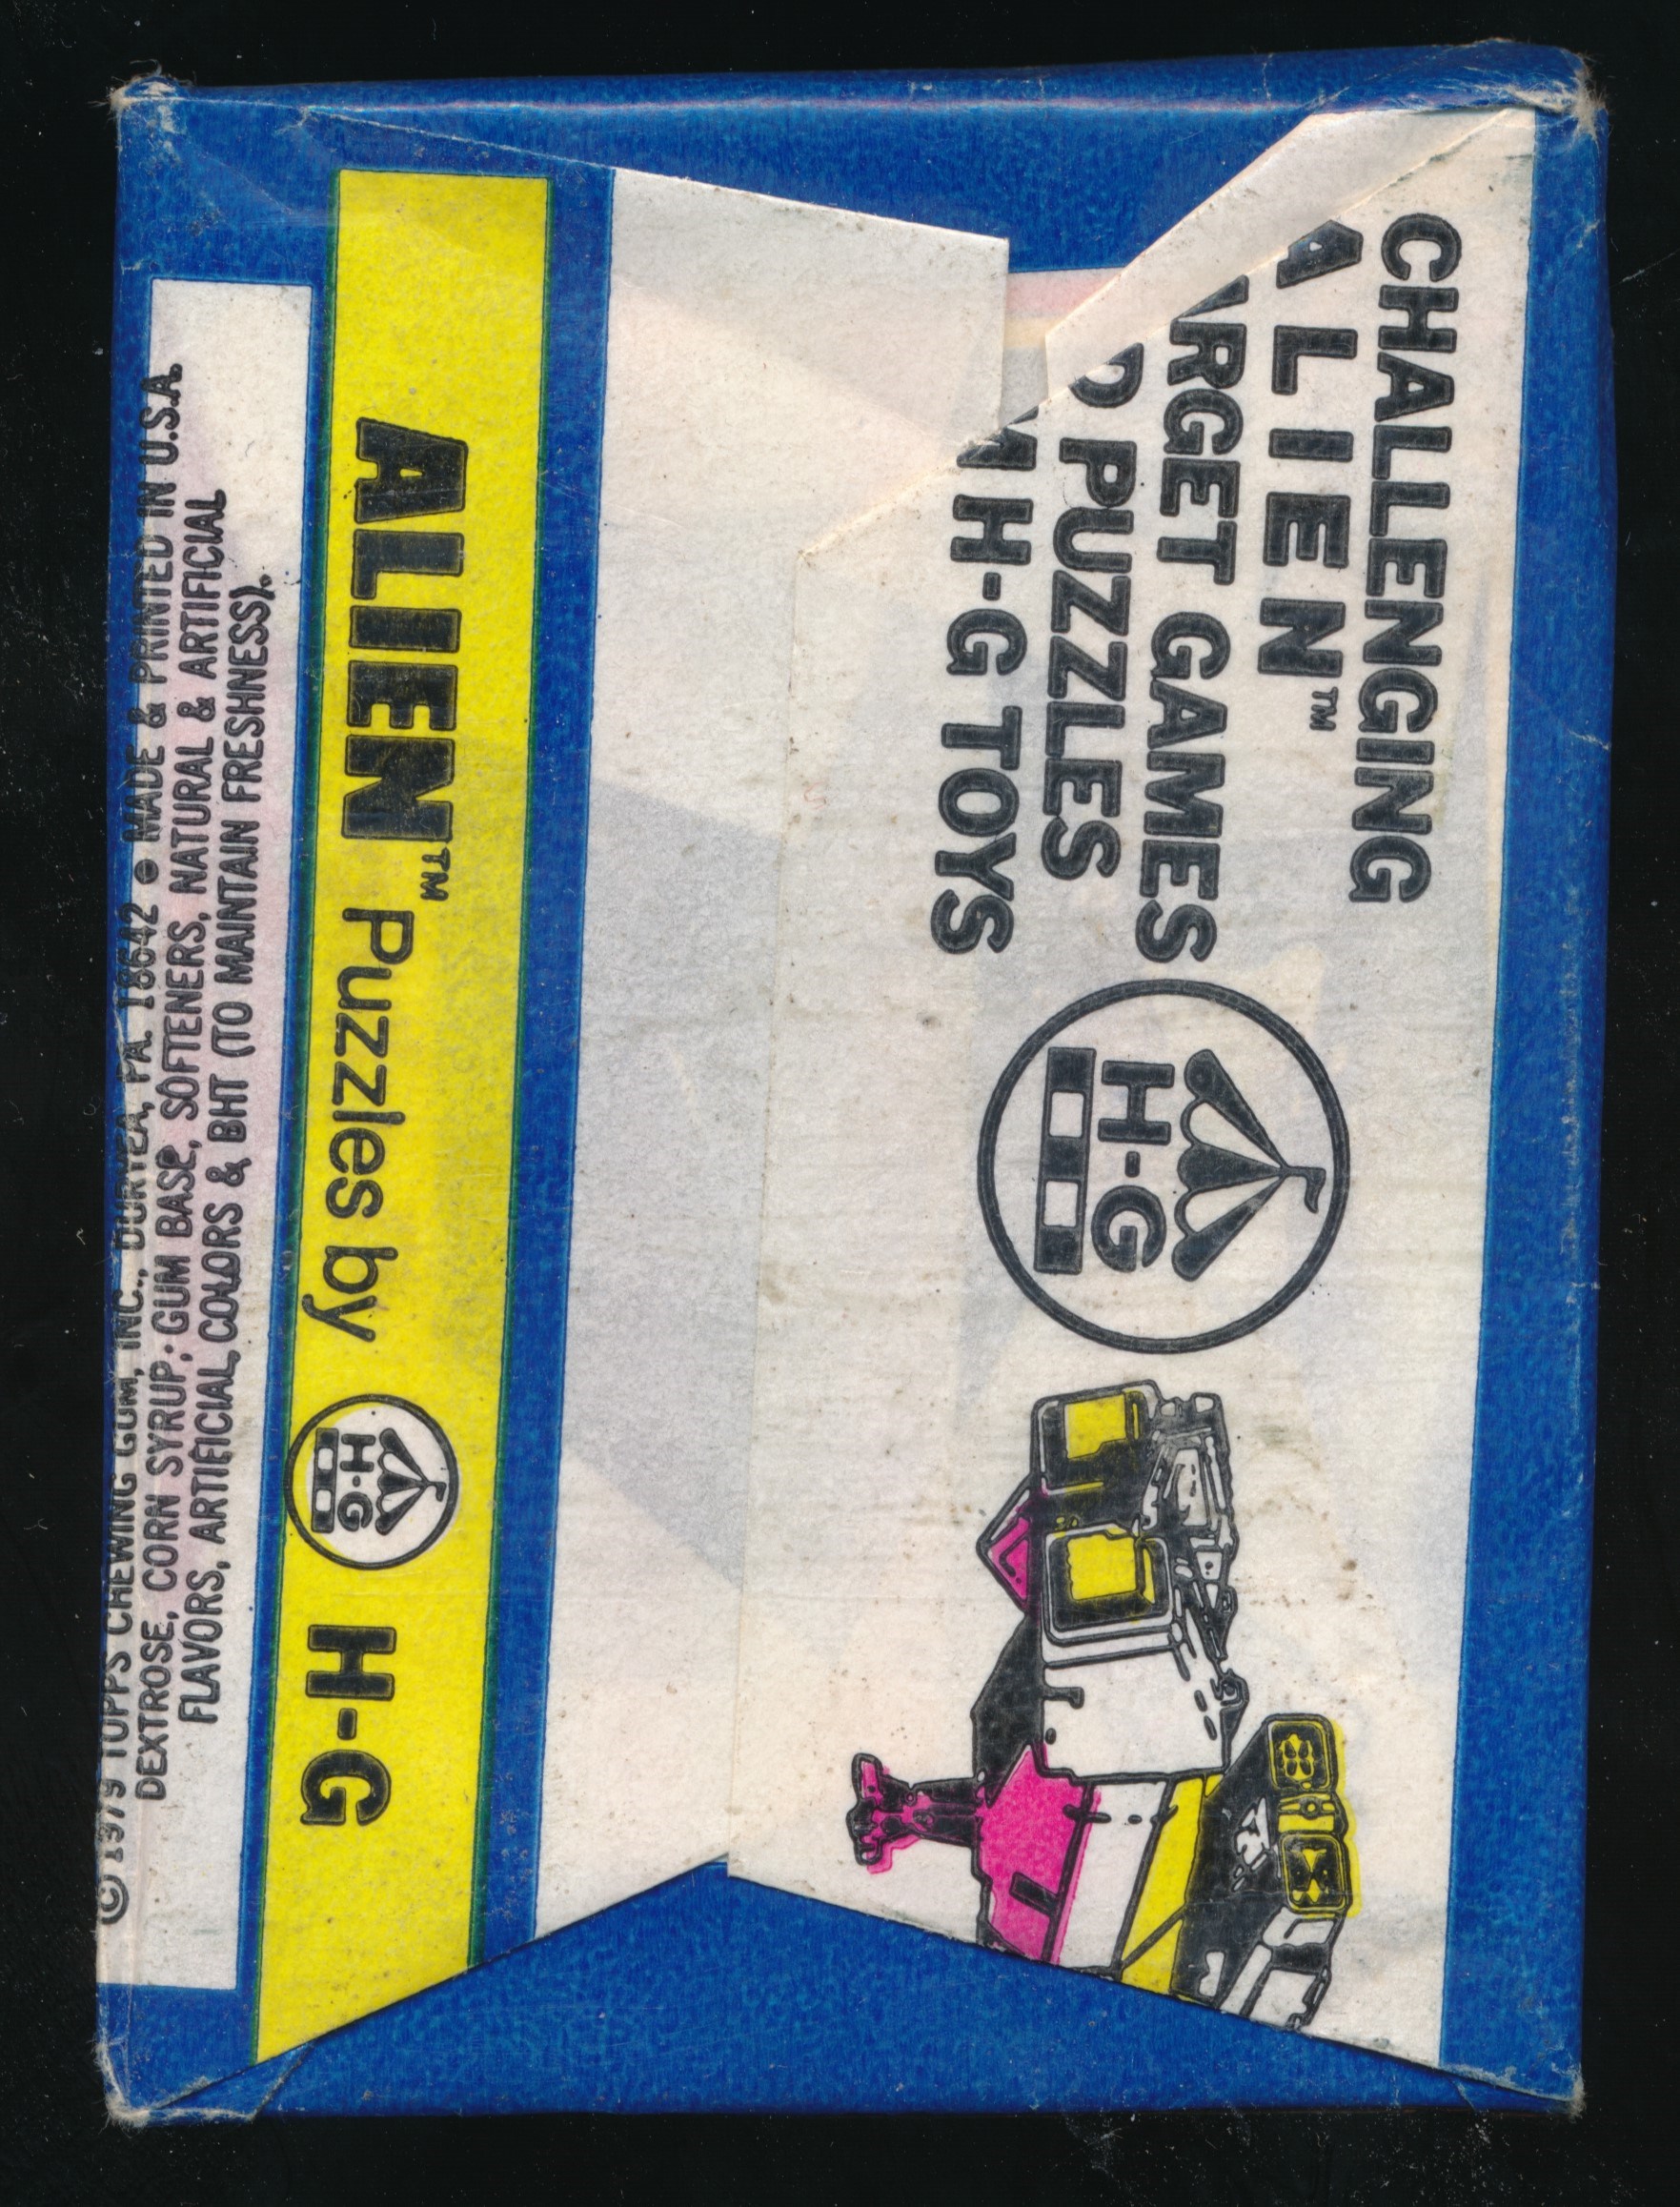 CHALLENGING
ALIEN™
ARGET GAMES
D PUZZLES
M H-G TOYS
H-G
ALIEN™ Puzzles by H-G H-G
© 1979 TOPPS CHEWING GUM, INC., DURYEA, PA. 18642 • MADE & PRINTED IN U.S.A.
DEXTROSE, CORN SYRUP, GUM BASE, SOFTENERS, NATURAL & ARTIFICIAL
FLAVORS, ARTIFICIAL COLORS & BHT (TO MAINTAIN FRESHNESS).